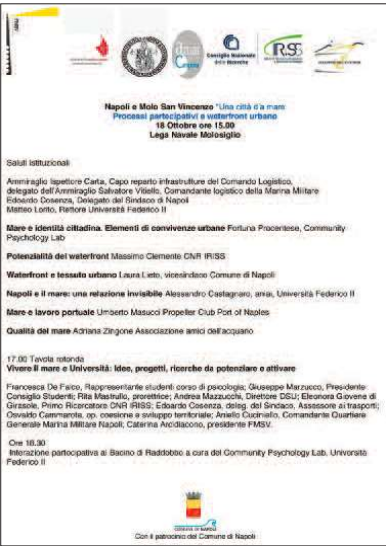 Consiglio Nazionale
delle Ricerche
IRISS
Napoli e Molo San Vincenzo "Una città d'a mare
Processi partecipativi e waterfront urbano
18 Ottobre ore 15.00
Lega Navale Molosiglio
Saluti istituzionali
Ammiraglio Ispettore Carta, Capo reparto infrastrutture del Comando Logistico,
delegato dell'Ammiraglio Salvatore Vitiello, Comandante logistico della Marina Militare
Edoardo Cosenza, Delegato del Sindaco di Napoli
Matteo Lorito, Rettore Università Federico II
Mare e identità cittadina. Elementi di convivenze urbane Fortuna Procentese, Community
Psychology Lab
Potenzialità del waterfront Massimo Clemente CNR IRISS
Waterfront e tessuto urbano Laura Lieto, vicesindaco Comune di Napoli
Napoli e il mare: una relazione invisibile Alessandro Castagnaro, aniai, Università Federico II
Mare e lavoro portuale Umberto Masucci Propeller Club Port of Naples
Qualità del mare Adriana Zingone Associazione amici dell'acquario
17.00 Tavola rotonda
Vivere il mare e Università: idee, progetti, ricerche da potenziare e attivare
Francesca De Falco, Rappresentante studenti corso di psicologia; Giuseppe Marzucco, Presidente
Consiglio Studenti; Rita Mastrullo, prorettrice; Andrea Mazzucchi, Direttore DSU; Eleonora Giovene di
Girasole, Primo Ricercatore CNR IRISS; Edoardo Cosenza, deleg. del Sindaco, Assessore ai trasporti;
Osvaldo Cammarota, op. coesione e sviluppo territoriale; Aniello Cuciniello, Comandante Quartiere
Generale Marina Militare Napoli; Caterina Arcidiacono, presidente FMSV.
Ore 18.30
Interazione partecipativa al Bacino di Raddobbo a cura del Community Psychology Lab, Università
Federico II
COMUNE DI NAPOLI
Con il patrocinio del Comune di Napoli